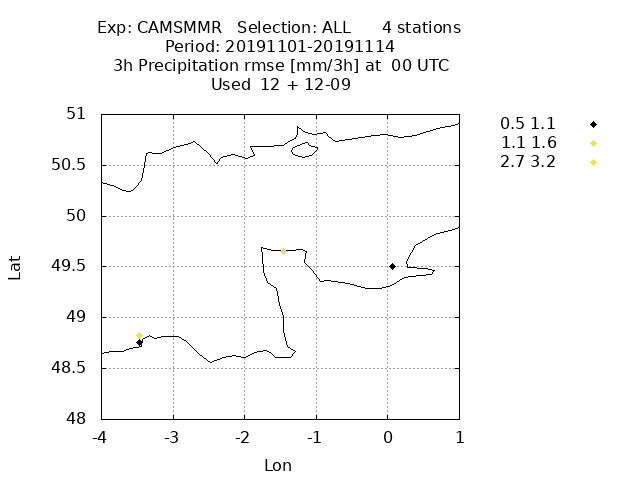 Exp: CAMSMMR   Selection: ALL      4 stations
Period: 20191101-20191114
3h Precipitation rmse [mm/3h] at  00 UTC
Used  12 + 12-09
0.5 1.1
1.1 1.6
2.7 3.2
51
50.5
50
49.5
49
48.5
48
Lat
-4 -3 -2 -1 0 1
Lon